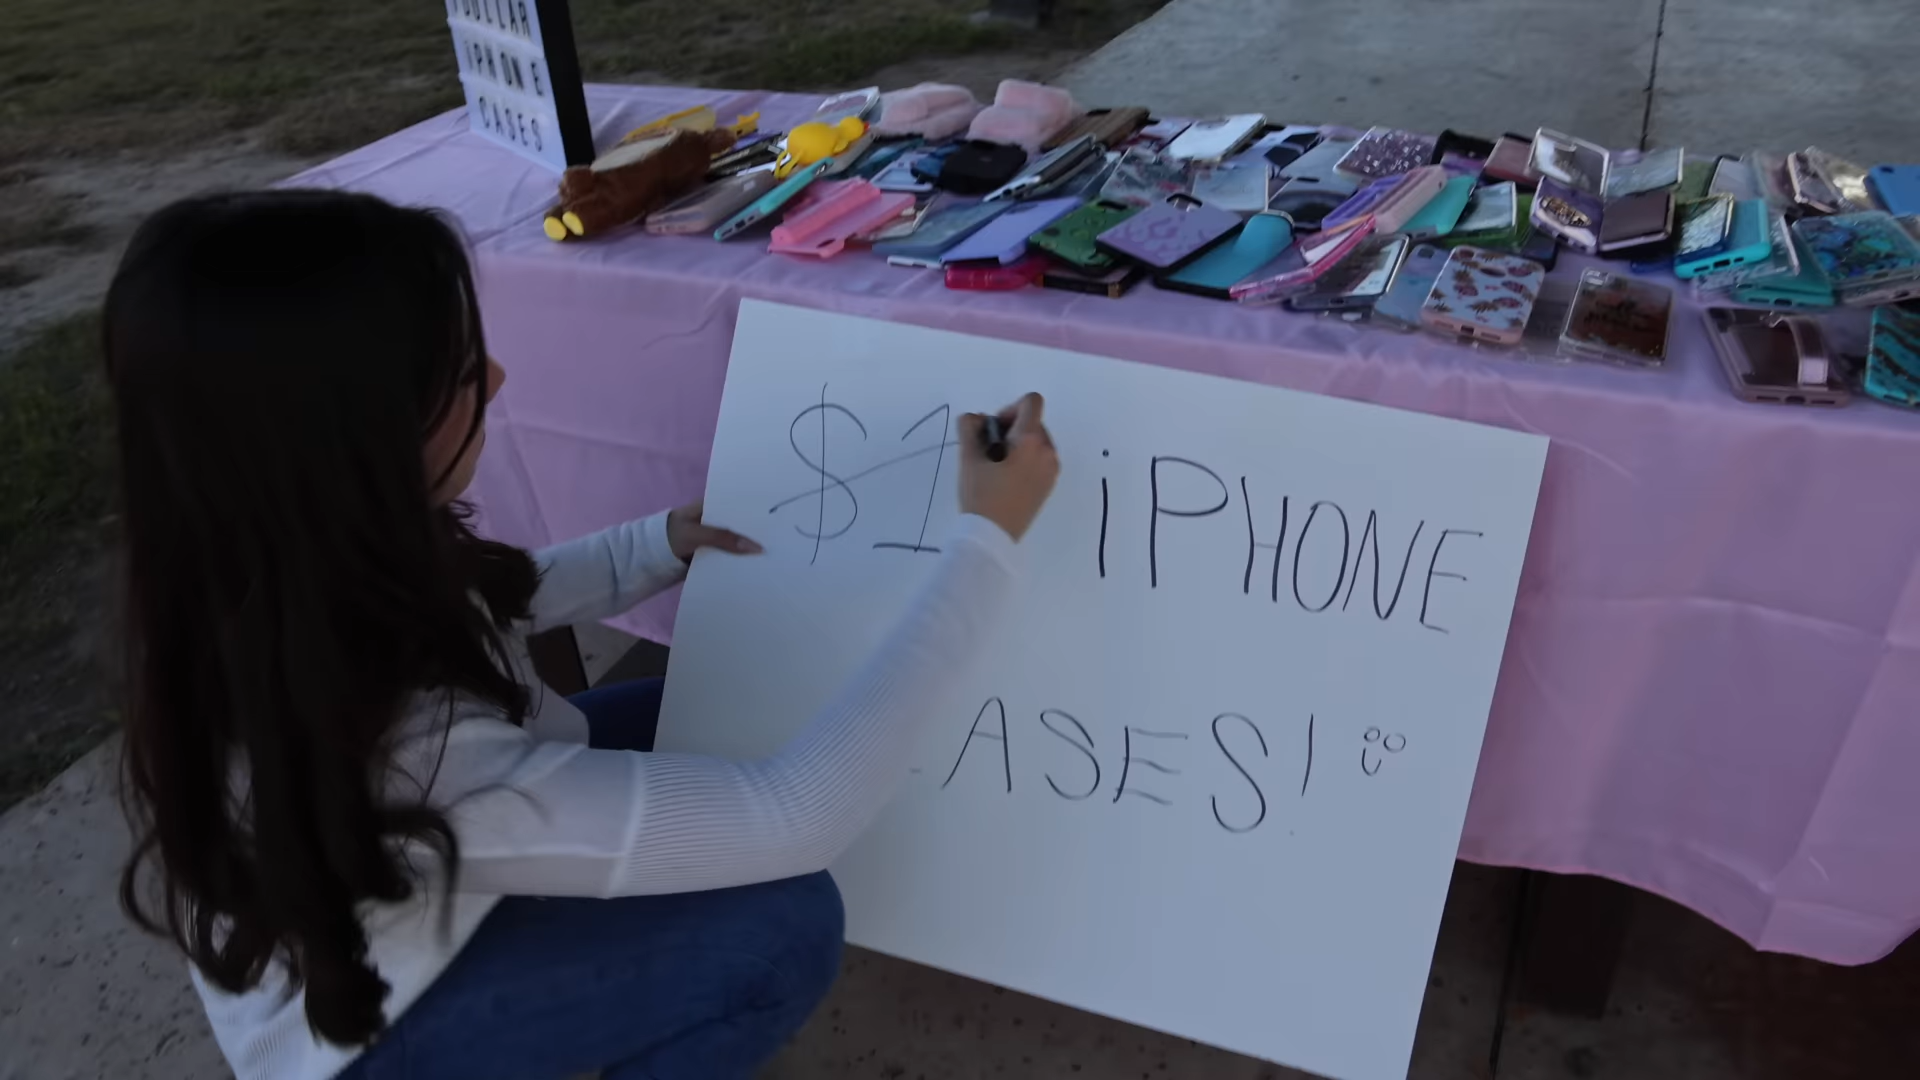 DOLLAR
iPHONE
CASES
$1 iPHONE
ASES!